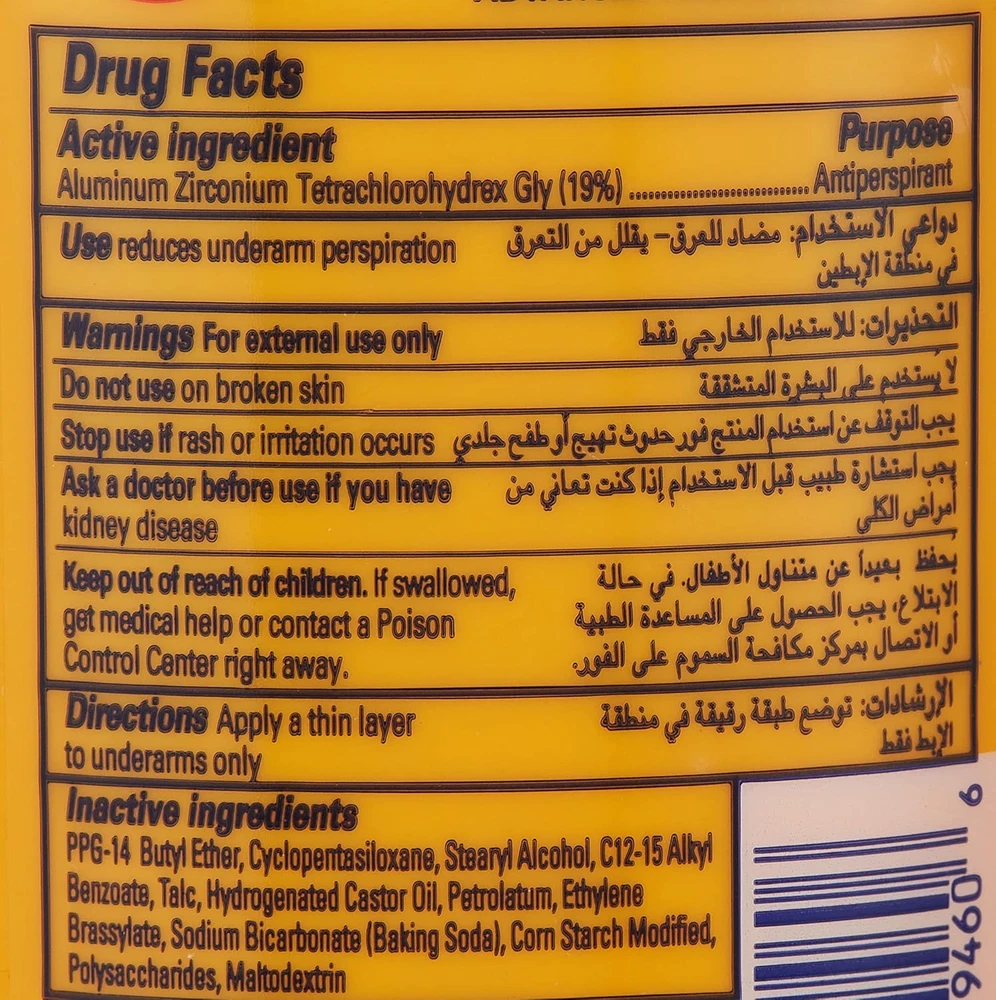 Drug Facts
Active ingredient Purpose
Aluminum Zirconium Tetrachlorohydrex Gly (19%) ........................ Antiperspirant
Use reduces underarm perspiration
دواعي الاستخدام: مضاد للعرق- يقلل من التعرق
في منطقة الإبطين
Warnings For external use only
التحذيرات: للاستخدام الخارجي فقط
Do not use on broken skin
لا يستخدم على البشرة المتشققة
Stop use if rash or irritation occurs
يجب التوقف عن استخدام المنتج فور حدوث تهيج أو طفح جلدي
Ask a doctor before use if you have
kidney disease
يجب استشارة طبيب قبل الاستخدام إذا كنت تعاني من
أمراض الكلى
Keep out of reach of children. If swallowed,
get medical help or contact a Poison
Control Center right away.
يحفظ بعيداً عن متناول الأطفال. في حالة
الابتلاع، يجب الحصول على المساعدة الطبية
أو الاتصال بمركز مكافحة السموم على الفور.
Directions Apply a thin layer
to underarms only
الإرشادات: توضع طبقة رقيقة في منطقة
الإبط فقط
Inactive ingredients
PPG-14 Butyl Ether, Cyclopentasiloxane, Stearyl Alcohol, C12-15 Alkyl
Benzoate, Talc, Hydrogenated Castor Oil, Petrolatum, Ethylene
Brassylate, Sodium Bicarbonate (Baking Soda), Corn Starch Modified,
Polysaccharides, Maltodextrin
9460 9